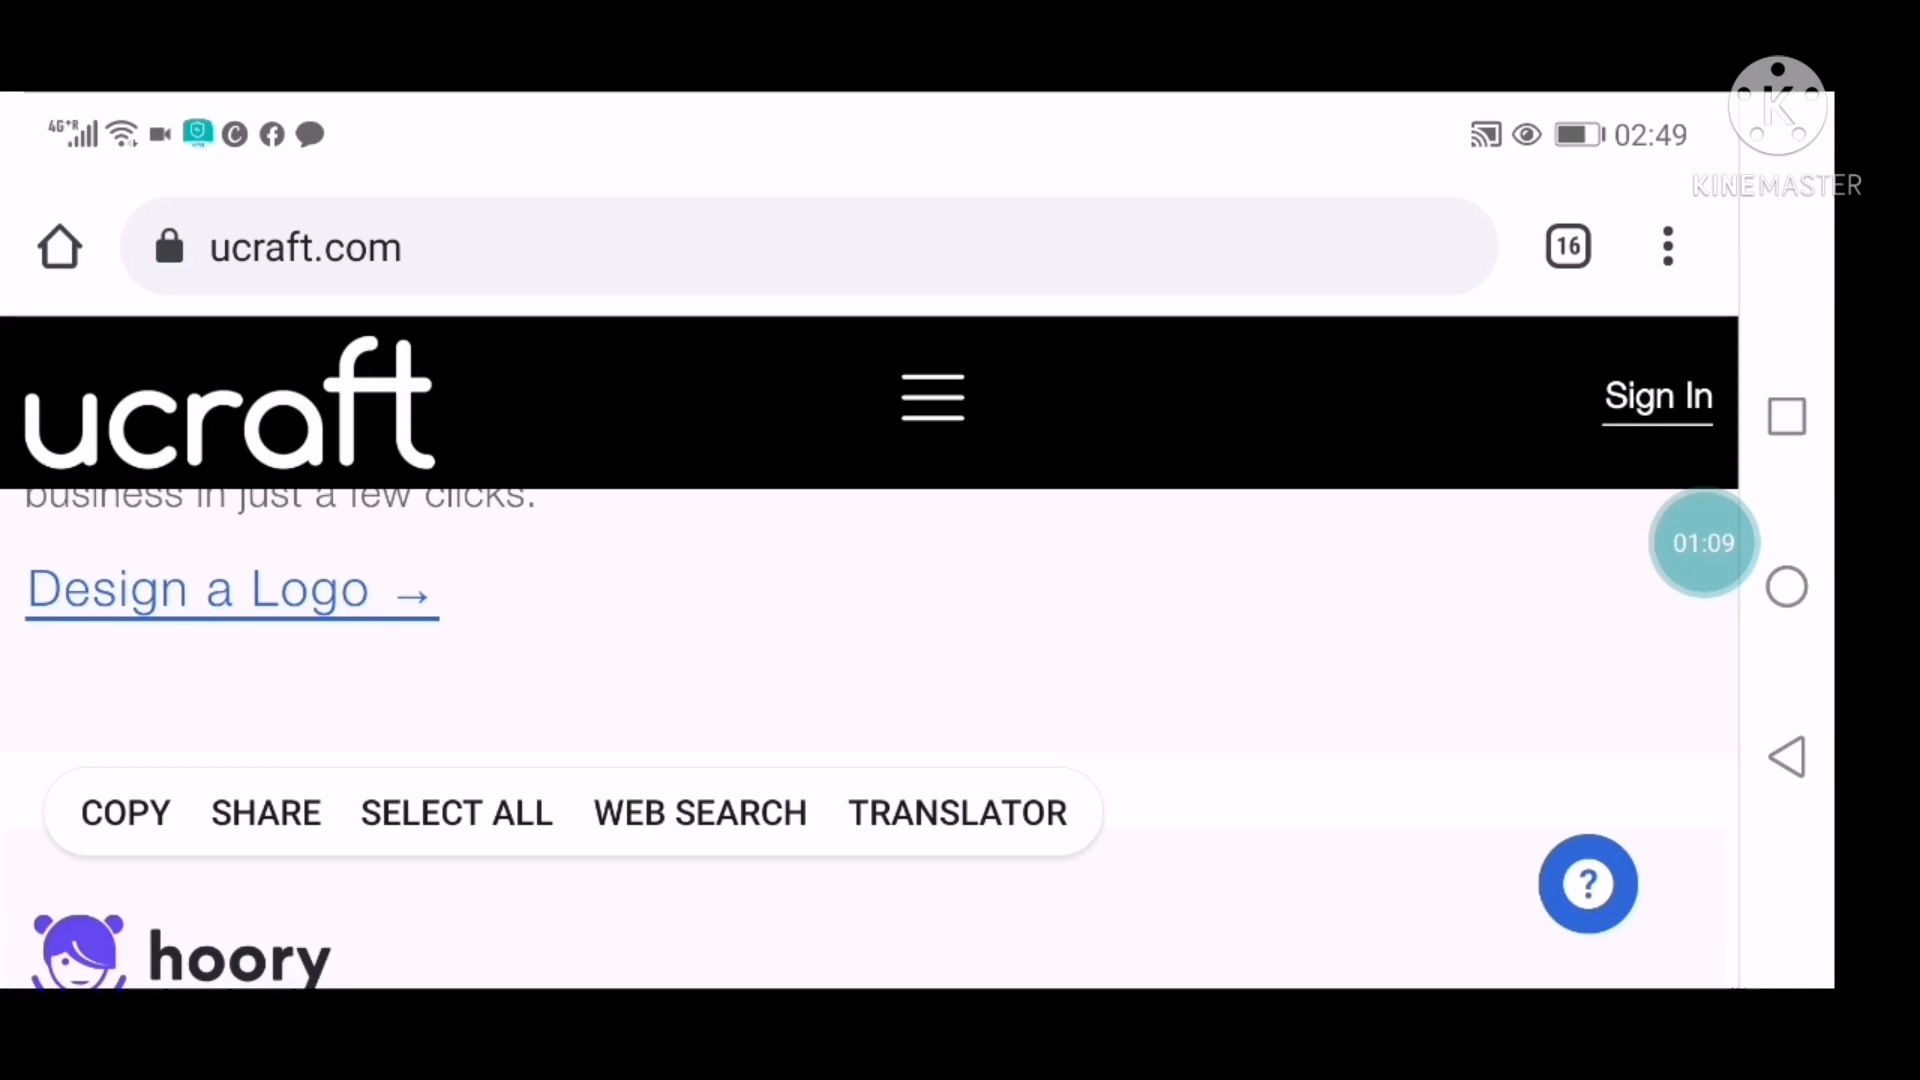 4G+R 02:49
K
KINEMASTER
ucraft.com 16
ucraft Sign In
business in just a few clicks.
01:09
Design a Logo →
COPY SHARE SELECT ALL WEB SEARCH TRANSLATOR
?
hoory